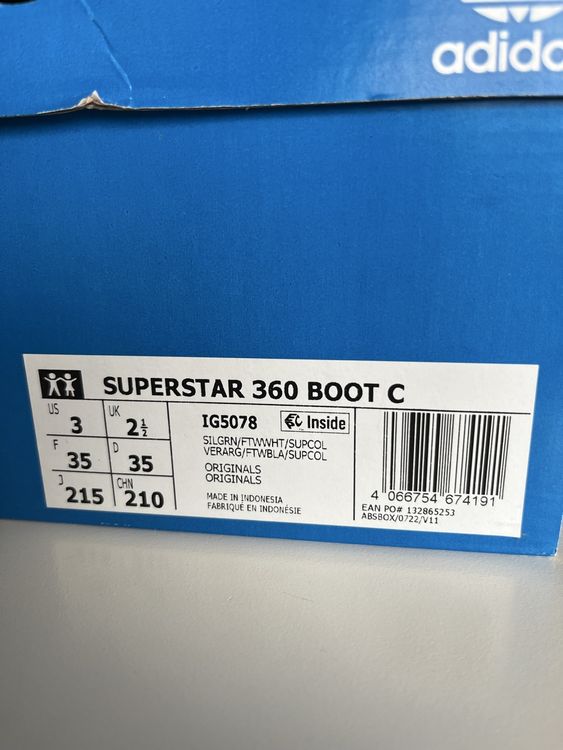 adidas
SUPERSTAR 360 BOOT C
US 3 UK 2½
F 35 D 35
J 215 CHN 210
IG5078 Inside
SILGRN/FTWWHT/SUPCOL
VERARG/FTWBLA/SUPCOL
ORIGINALS
ORIGINALS
MADE IN INDONESIA
FABRIQUÉ EN INDONÉSIE
4 066754 674191
EAN PO# 132865253
ABSBOX/0722/V11